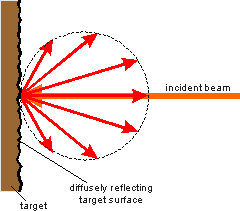 incident beam
diffusely reflecting
target surface
target